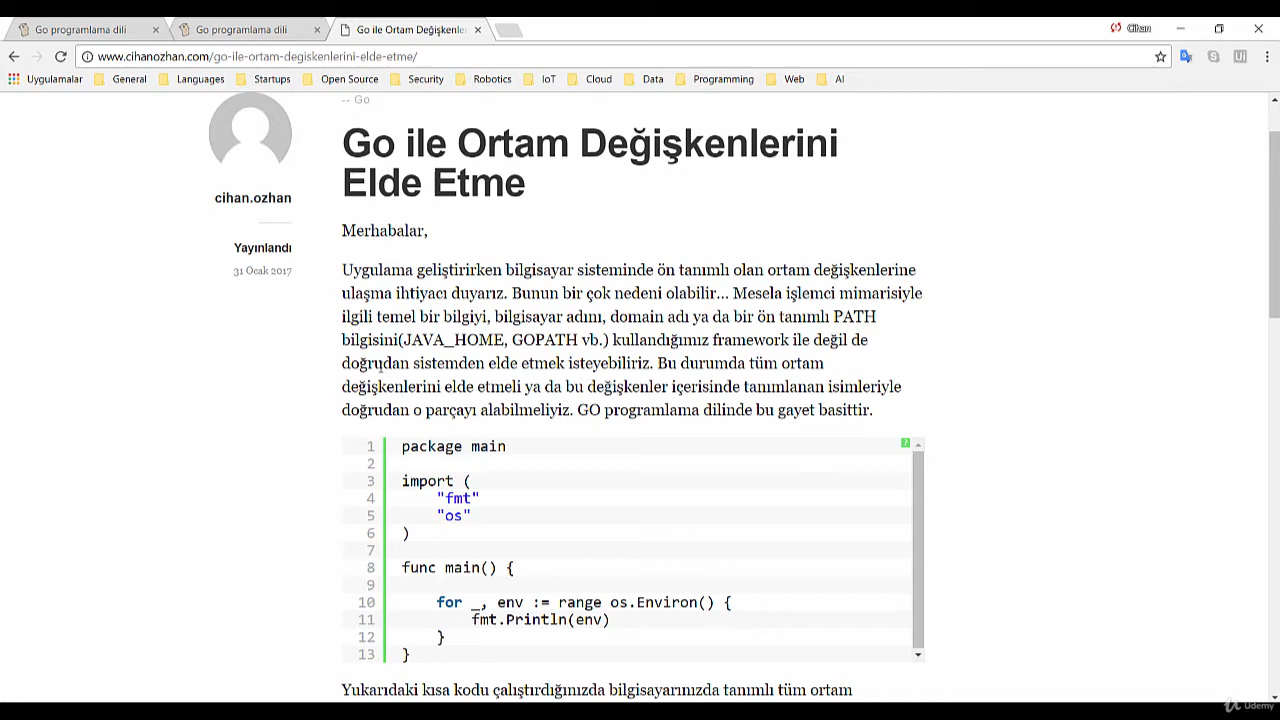 Go programlama dili
Go programlama dili
Go ile Ortam Değişkenler
Cihan
www.cihanozhan.com/go-ile-ortam-degiskenlerini-elde-etme/
Uygulamalar
General
Languages
Startups
Open Source
Security
Robotics
IoT
Cloud
Data
Programming
Web
AI
-- Go
Go ile Ortam Değişkenlerini
Elde Etme
cihan.ozhan
Yayınlandı
31 Ocak 2017
Merhabalar,
Uygulama geliştirirken bilgisayar sisteminde ön tanımlı olan ortam değişkenlerine
ulaşma ihtiyacı duyarız. Bunun bir çok nedeni olabilir… Mesela işlemci mimarisiyle
ilgili temel bir bilgiyi, bilgisayar adını, domain adı ya da bir ön tanımlı PATH
bilgisini(JAVA_HOME, GOPATH vb.) kullandığımız framework ile değil de
doğrudan sistemden elde etmek isteyebiliriz. Bu durumda tüm ortam
değişkenlerini elde etmeli ya da bu değişkenler içerisinde tanımlanan isimleriyle
doğrudan o parçayı alabilmeliyiz. GO programlama dilinde bu gayet basittir.
?
1 package main
2
3 import (
4 "fmt"
5 "os"
6 )
7
8 func main() {
9
10 for _, env := range os.Environ() {
11 fmt.Println(env)
12 }
13 }
Yukarıdaki kısa kodu çalıştırdığınızda bilgisayarınızda tanımlı tüm ortam
Udemy